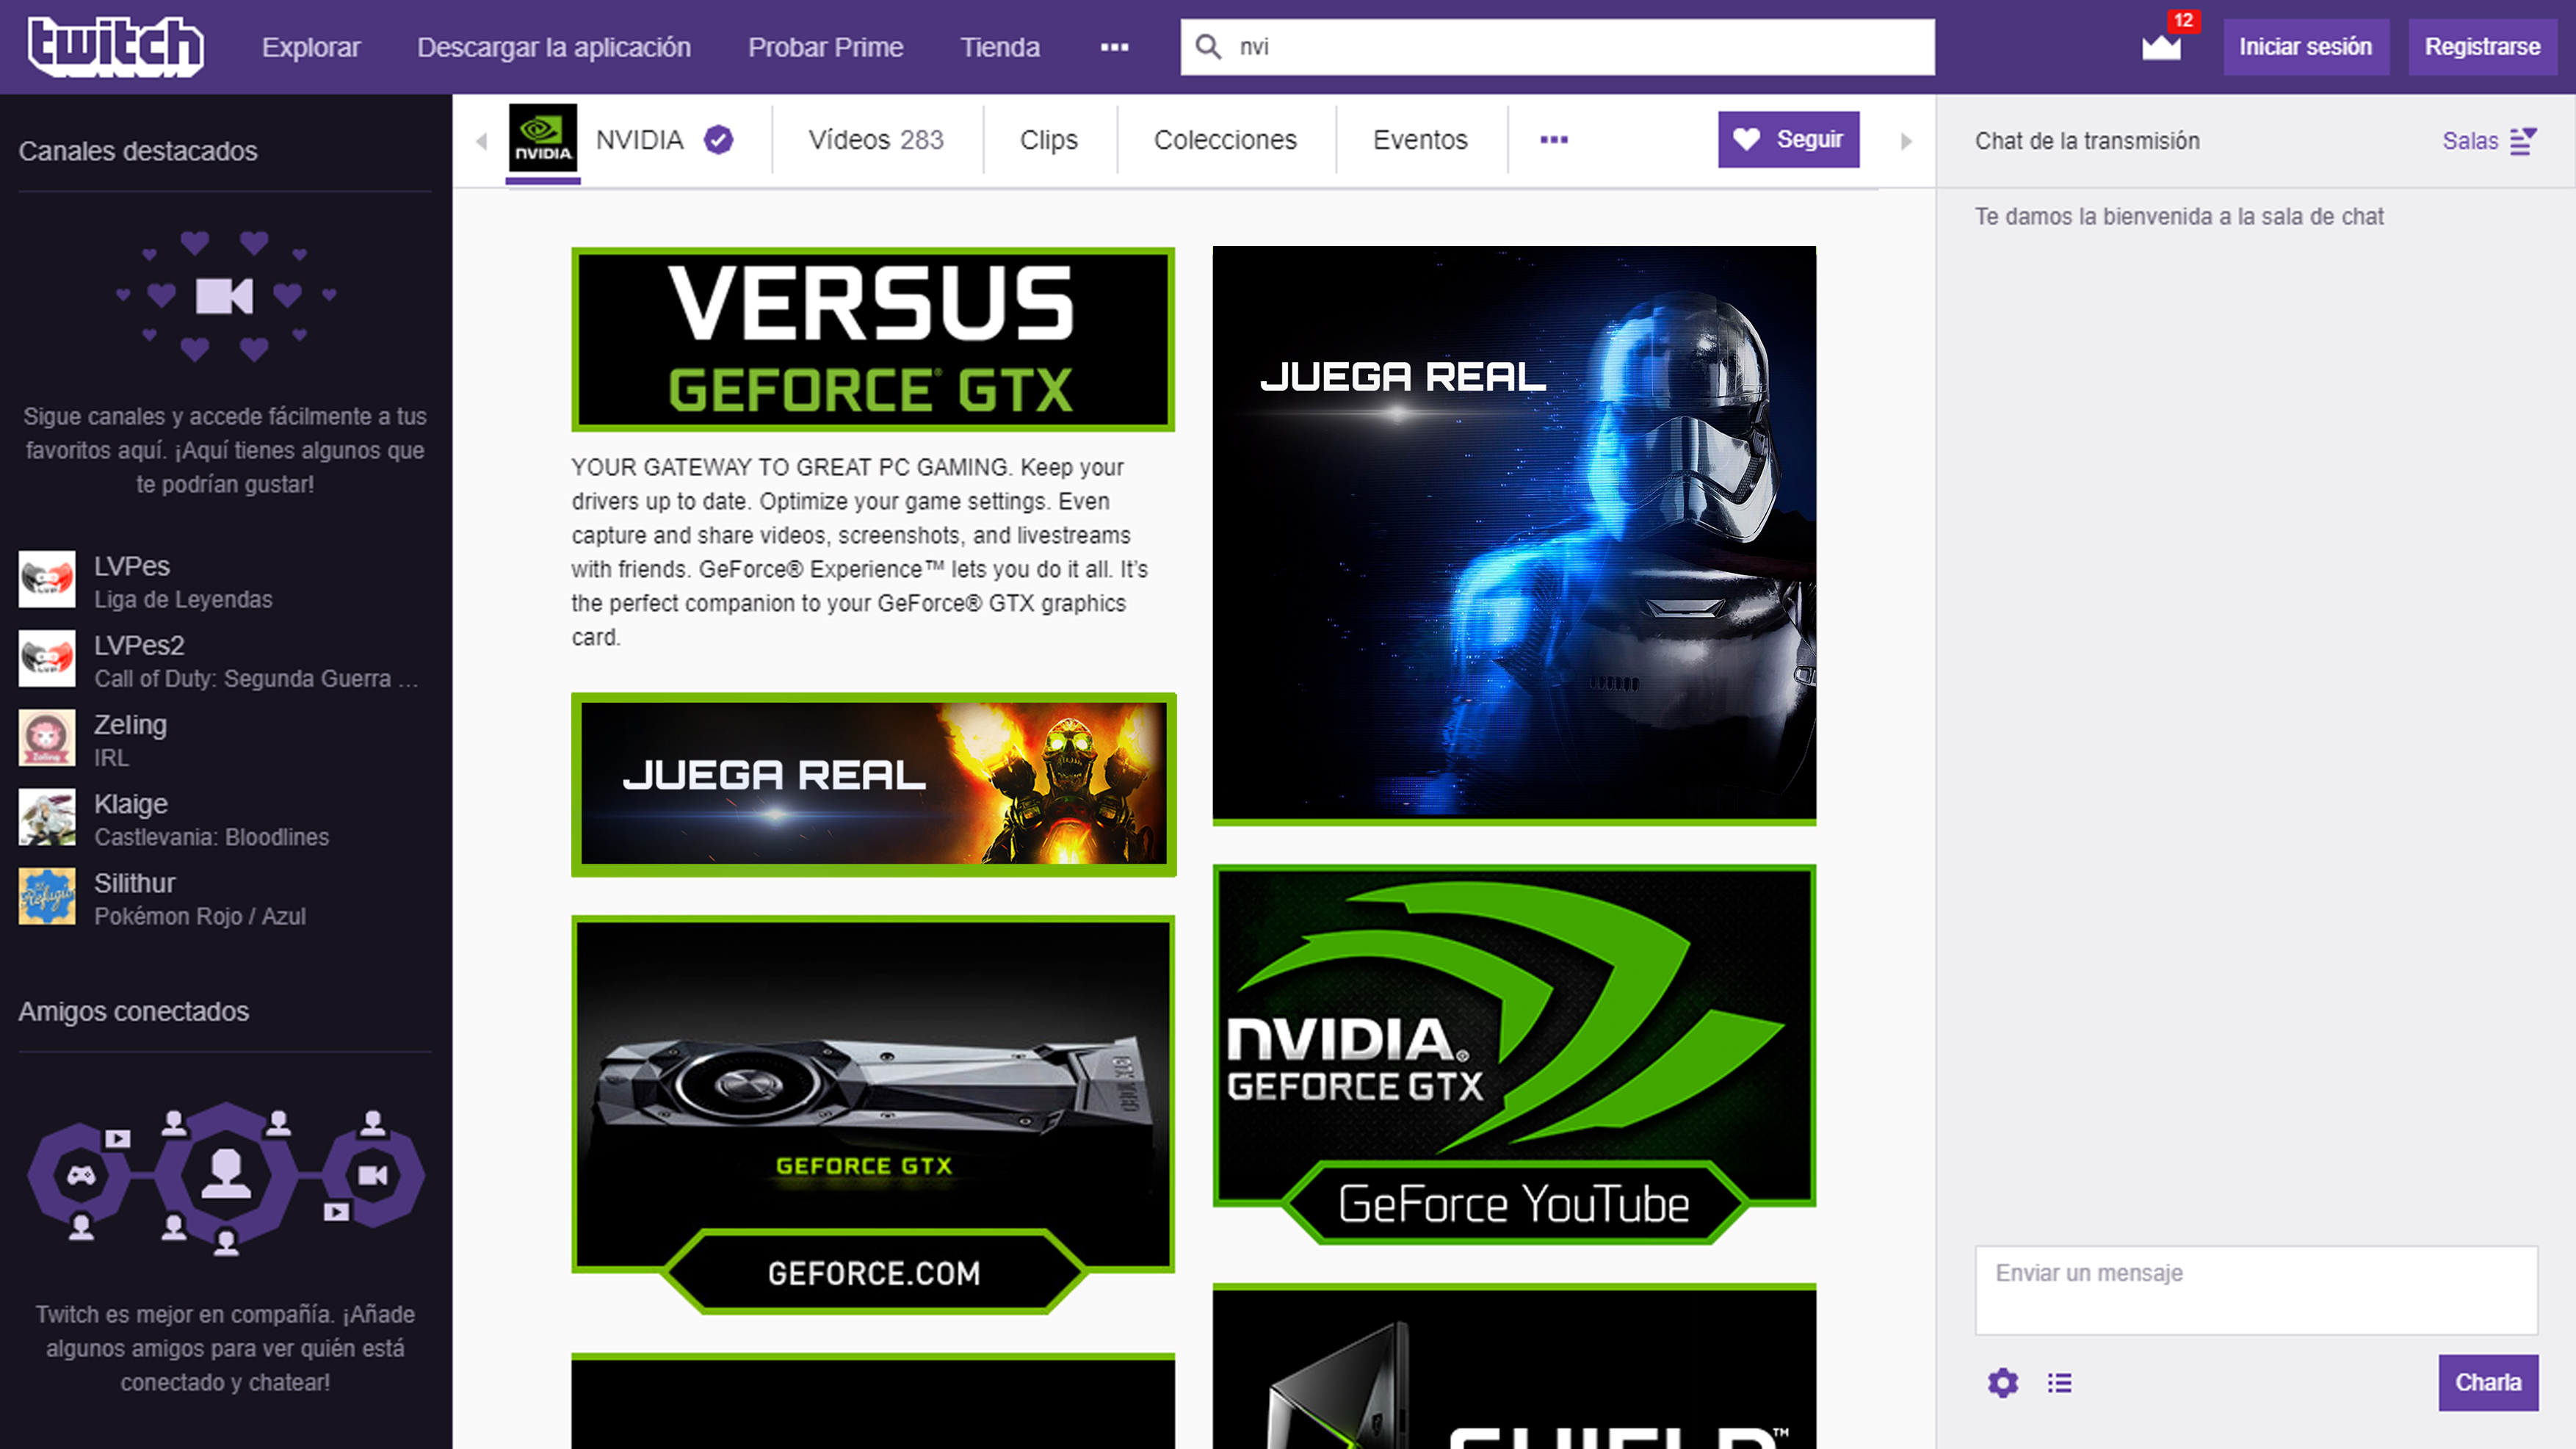 twitch
Explorar
Descargar la aplicación
Probar Prime
Tienda
nvi
12
Iniciar sesión
Registrarse
Canales destacados
Sigue canales y accede fácilmente a tus
favoritos aquí. ¡Aquí tienes algunos que
te podrían gustar!
LVPes
Liga de Leyendas
LVPes2
Call of Duty: Segunda Guerra ...
Zeling
IRL
Klaige
Castlevania: Bloodlines
Silithur
Pokémon Rojo / Azul
Amigos conectados
Twitch es mejor en compañía. ¡Añade
algunos amigos para ver quién está
conectado y chatear!
NVIDIA
NVIDIA
Vídeos 283
Clips
Colecciones
Eventos
Seguir
VERSUS
GEFORCE® GTX
YOUR GATEWAY TO GREAT PC GAMING. Keep your
drivers up to date. Optimize your game settings. Even
capture and share videos, screenshots, and livestreams
with friends. GeForce® Experience™ lets you do it all. It's
the perfect companion to your GeForce® GTX graphics
card.
JUEGA REAL
GEFORCE GTX
GEFORCE.COM
JUEGA REAL
NVIDIA®
GEFORCE GTX
GeForce YouTube
SHIELD™
Chat de la transmisión
Salas
Te damos la bienvenida a la sala de chat
Enviar un mensaje
Charla